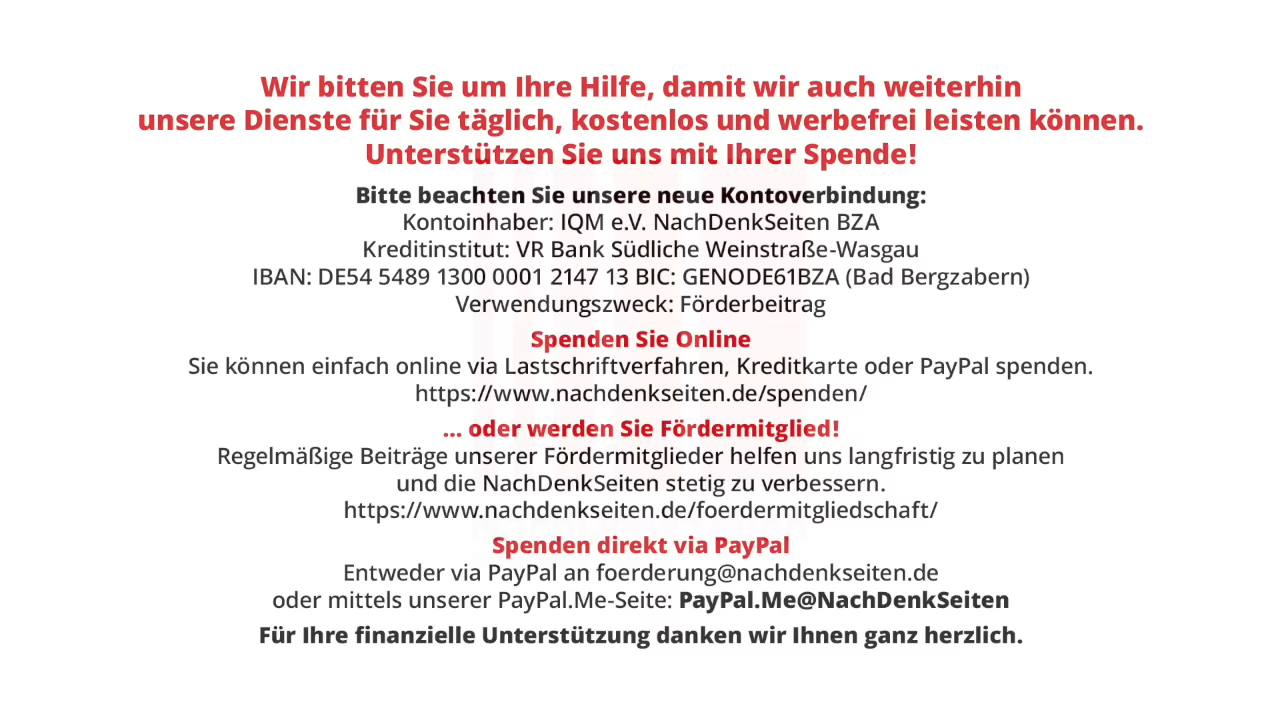 Wir bitten Sie um Ihre Hilfe, damit wir auch weiterhin
unsere Dienste für Sie täglich, kostenlos und werbefrei leisten können.
Unterstützen Sie uns mit Ihrer Spende!
Bitte beachten Sie unsere neue Kontoverbindung:
Kontoinhaber: IQM e.V. NachDenkSeiten BZA
Kreditinstitut: VR Bank Südliche Weinstraße-Wasgau
IBAN: DE54 5489 1300 0001 2147 13 BIC: GENODE61BZA (Bad Bergzabern)
Verwendungszweck: Förderbeitrag
Spenden Sie Online
Sie können einfach online via Lastschriftverfahren, Kreditkarte oder PayPal spenden.
https://www.nachdenkseiten.de/spenden/
... oder werden Sie Fördermitglied!
Regelmäßige Beiträge unserer Fördermitglieder helfen uns langfristig zu planen
und die NachDenkSeiten stetig zu verbessern.
https://www.nachdenkseiten.de/foerdermitgliedschaft/
Spenden direkt via PayPal
Entweder via PayPal an foerderung@nachdenkseiten.de
oder mittels unserer PayPal.Me-Seite: PayPal.Me@NachDenkSeiten
Für Ihre finanzielle Unterstützung danken wir Ihnen ganz herzlich.